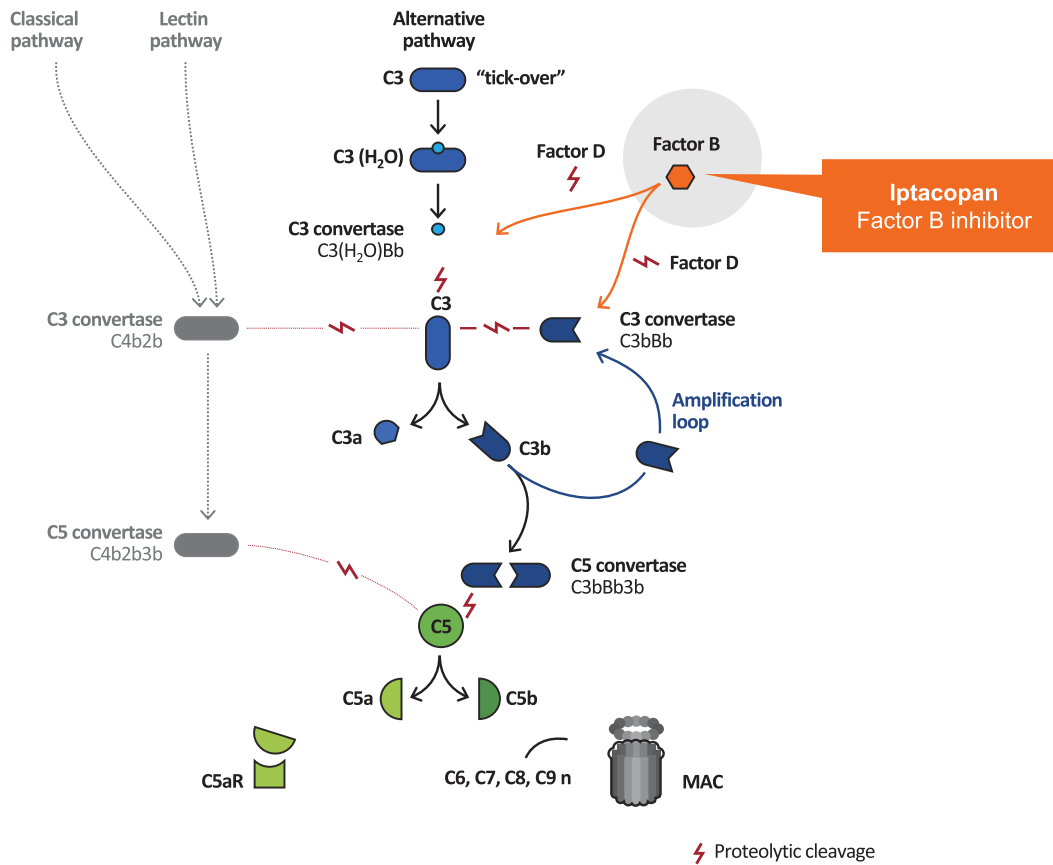 Classical
pathway
Lectin
pathway
Alternative
pathway
C3
“tick-over”
C3 (H₂O)
Factor D
Factor B
Iptacopan
Factor B inhibitor
C3 convertase
C3(H₂O)Bb
Factor D
C3
C3 convertase
C4b2b
C3 convertase
C3bBb
Amplification
loop
C3a
C3b
C5 convertase
C4b2b3b
C5 convertase
C3bBb3b
C5
C5a
C5b
C5aR
C6, C7, C8, C9 n
MAC
Proteolytic cleavage